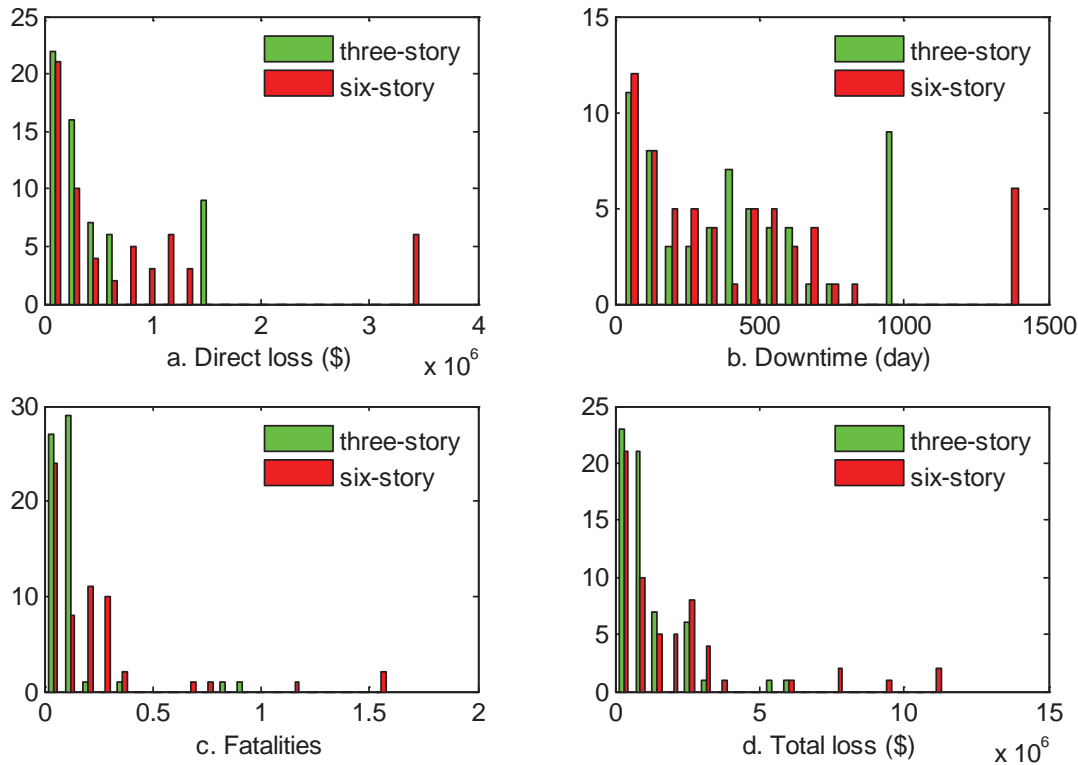 25
20
15
10
5
0
three-story
six-story
0 1 2 3 4
a. Direct loss ($)
x 10^6
15
10
5
0
three-story
six-story
0 500 1000 1500
b. Downtime (day)
30
20
10
0
three-story
six-story
0 0.5 1 1.5 2
c. Fatalities
25
20
15
10
5
0
three-story
six-story
0 5 10 15
d. Total loss ($)
x 10^6